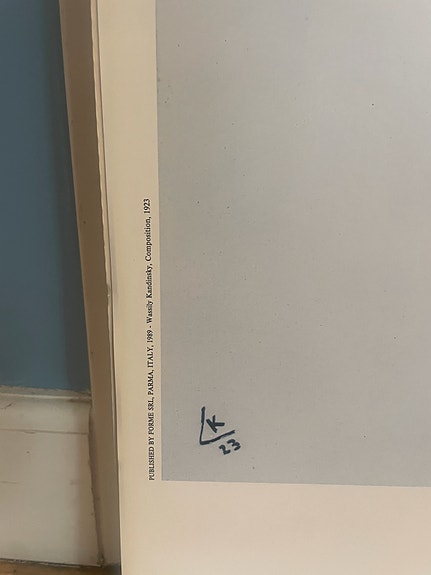 PUBLISHED BY FORME SRL, PARMA, ITALY, 1989 - Wassily Kandinsky, Composition, 1923
K
23